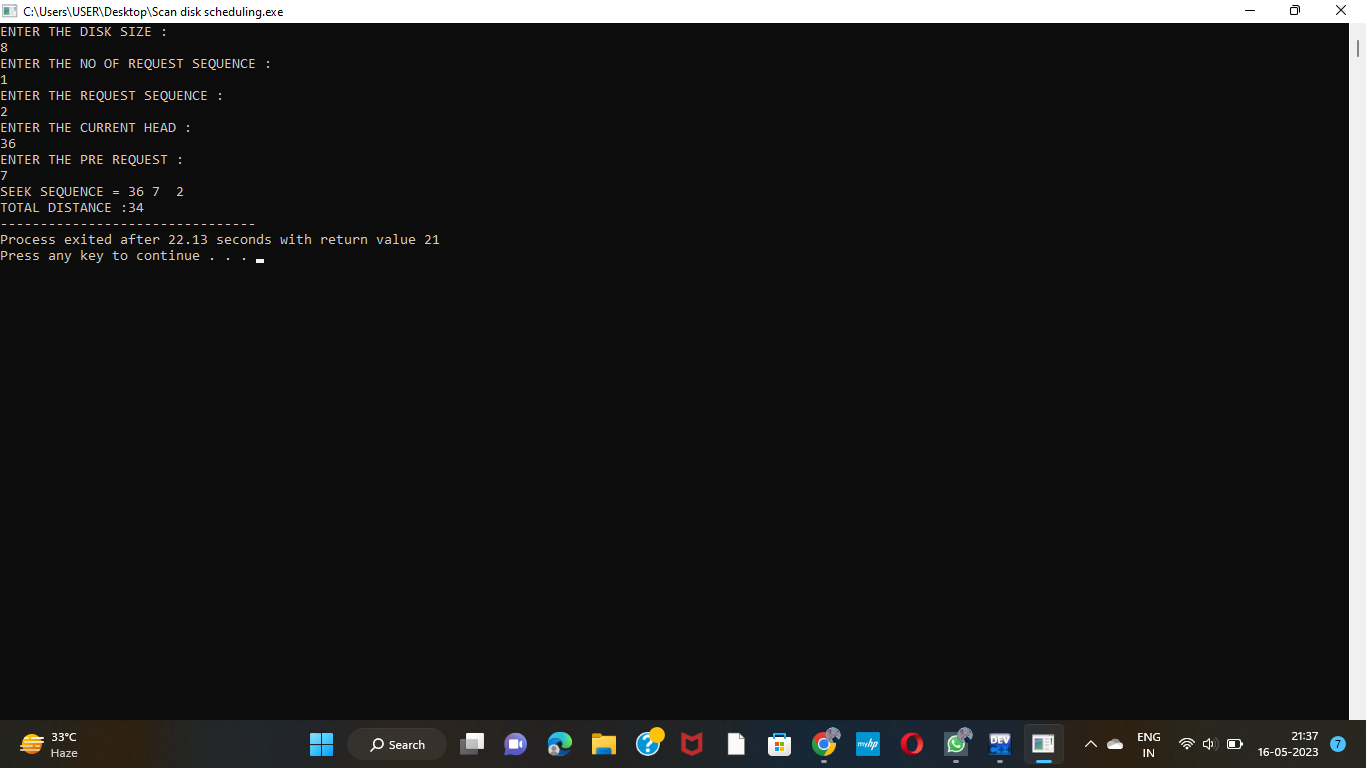 C:\Users\USER\Desktop\Scan disk scheduling.exe
ENTER THE DISK SIZE :
8
ENTER THE NO OF REQUEST SEQUENCE :
1
ENTER THE REQUEST SEQUENCE :
2
ENTER THE CURRENT HEAD :
36
ENTER THE PRE REQUEST :
7
SEEK SEQUENCE = 36 7  2
TOTAL DISTANCE :34
--------------------------------
Process exited after 22.13 seconds with return value 21
Press any key to continue . . .
33°C
Haze
Search
myhp
DEV
ENG
IN
21:37
16-05-2023
7